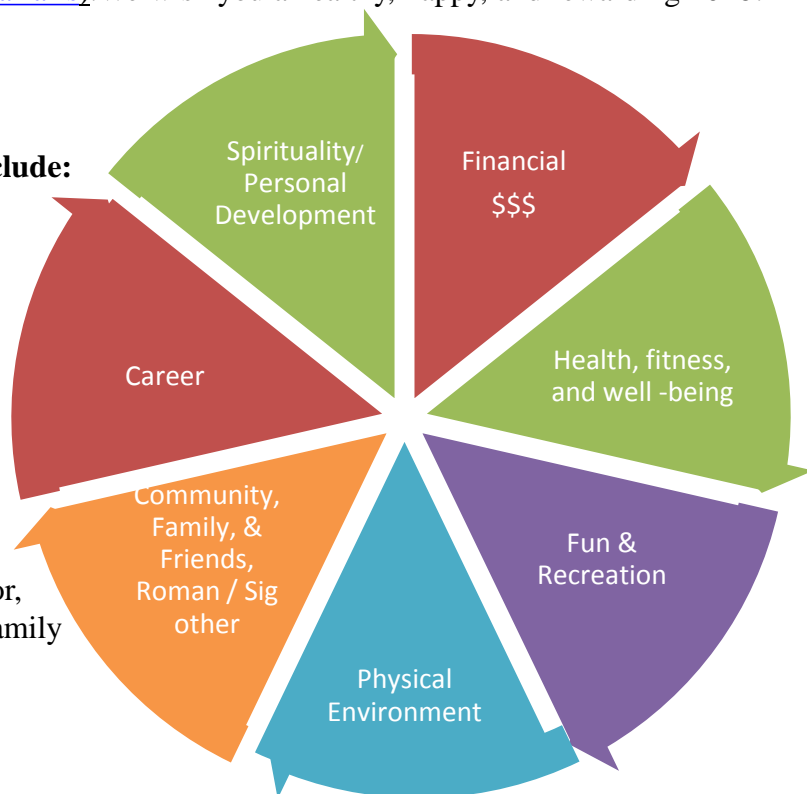 Spirituality/
Personal
Development
Financial
$$$
clude:
Health, fitness,
and well -being
Career
Community,
Family, &
Friends,
Roman / Sig
other
Fun &
Recreation
or,
amily
Physical
Environment